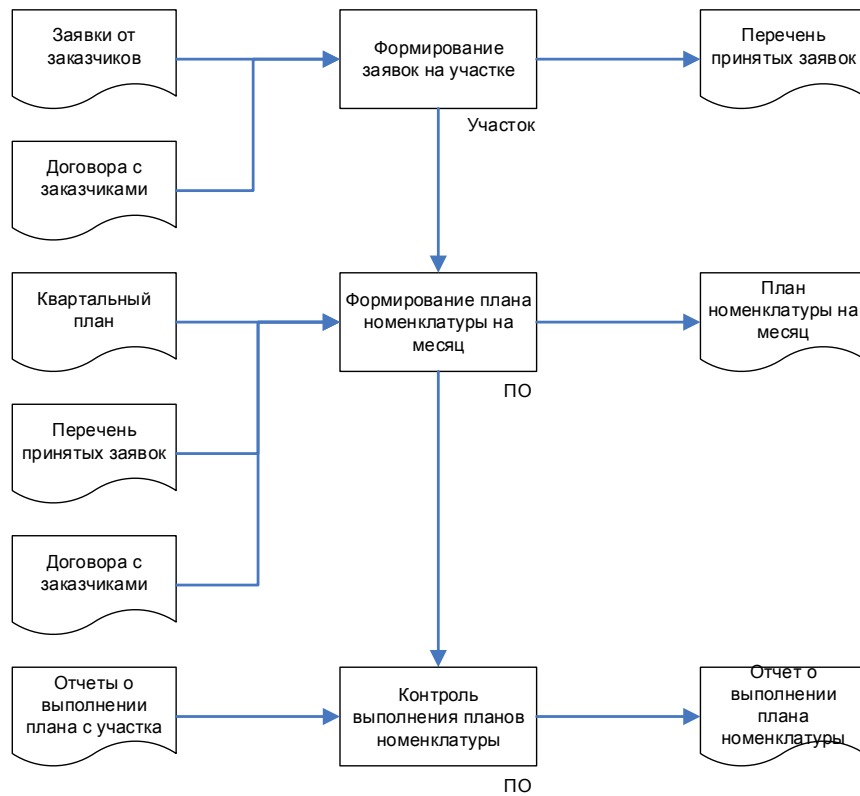 Заявки от
заказчиков
Формирование
заявок на участке
Перечень
принятых заявок
Участок
Договора с
заказчиками
Квартальный
план
Формирование плана
номенклатуры на
месяц
План
номенклатуры на
месяц
ПО
Перечень
принятых заявок
Договора с
заказчиками
Отчеты о
выполнении
плана с участка
Контроль
выполнения планов
номенклатуры
Отчет о
выполнении
плана
номенклатуры
ПО